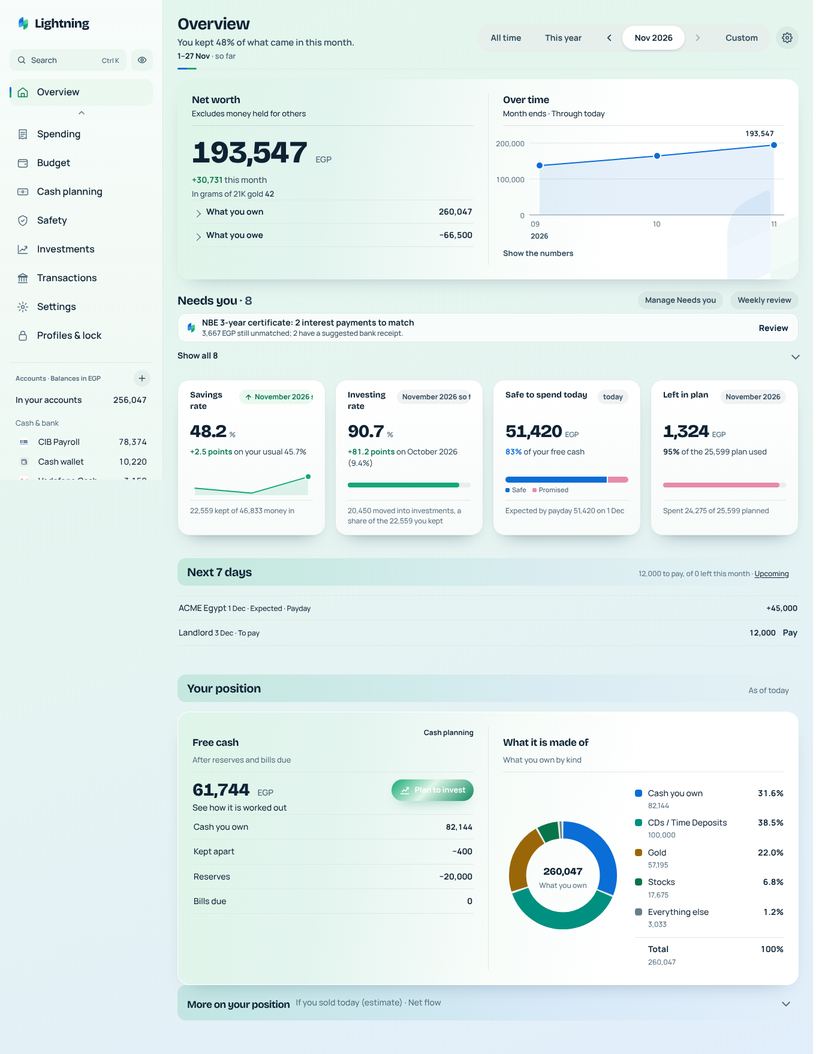 Lightning
Search Ctrl K
Overview
Spending
Budget
Cash planning
Safety
Investments
Transactions
Settings
Profiles & lock
Accounts · Balances in EGP
In your accounts 256,047
Cash & bank
CIB Payroll 78,374
Cash wallet 10,220
Overview
You kept 48% of what came in this month.
1–27 Nov · so far
All time This year Nov 2026 Custom
Net worth
Excludes money held for others
193,547 EGP
+30,731 this month
In grams of 21K gold 42
What you own 260,047
What you owe −66,500
Over time
Month ends · Through today
193,547
200,000
100,000
0
09 10 11
2026
Show the numbers
Needs you · 8
Manage Needs you Weekly review
NBE 3-year certificate: 2 interest payments to match
3,667 EGP still unmatched; 2 have a suggested bank receipt.
Review
Show all 8
Savings rate
November 2026 s
48.2 %
+2.5 points on your usual 45.7%
22,559 kept of 46,833 money in
Investing rate
November 2026 so f
90.7 %
+81.2 points on October 2026
(9.4%)
20,450 moved into investments, a
share of the 22,559 you kept
Safe to spend today
today
51,420 EGP
83% of your free cash
Safe Promised
Expected by payday 51,420 on 1 Dec
Left in plan
November 2026
1,324 EGP
95% of the 25,599 plan used
Spent 24,275 of 25,599 planned
Next 7 days
12,000 to pay, of 0 left this month · Upcoming
ACME Egypt 1 Dec · Expected · Payday +45,000
Landlord 3 Dec · To pay 12,000 Pay
Your position
As of today
Cash planning
Free cash
After reserves and bills due
61,744 EGP
Plan to invest
See how it is worked out
Cash you own 82,144
Kept apart −400
Reserves −20,000
Bills due 0
What it is made of
What you own by kind
260,047
What you own
Cash you own 31.6%
82,144
CDs / Time Deposits 38.5%
100,000
Gold 22.0%
57,195
Stocks 6.8%
17,675
Everything else 1.2%
3,033
Total 100%
260,047
More on your position If you sold today (estimate) · Net flow